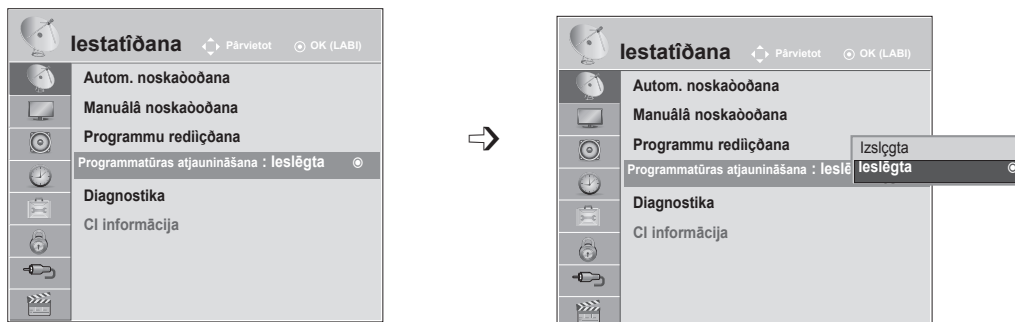 Iestatîðana Pârvietot OK (LABI)
Autom. noskaòoðana
Manuâlâ noskaòoðana
Programmu rediìçðana
Programmatūras atjaunināšana : Ieslēgta
Diagnostika
CI informācija
Iestatîðana Pârvietot OK (LABI)
Autom. noskaòoðana
Manuâlâ noskaòoðana
Programmu rediìçðana
Izslçgta
Programmatūras atjaunināšana : Ieslē
Ieslēgta
Diagnostika
CI informācija